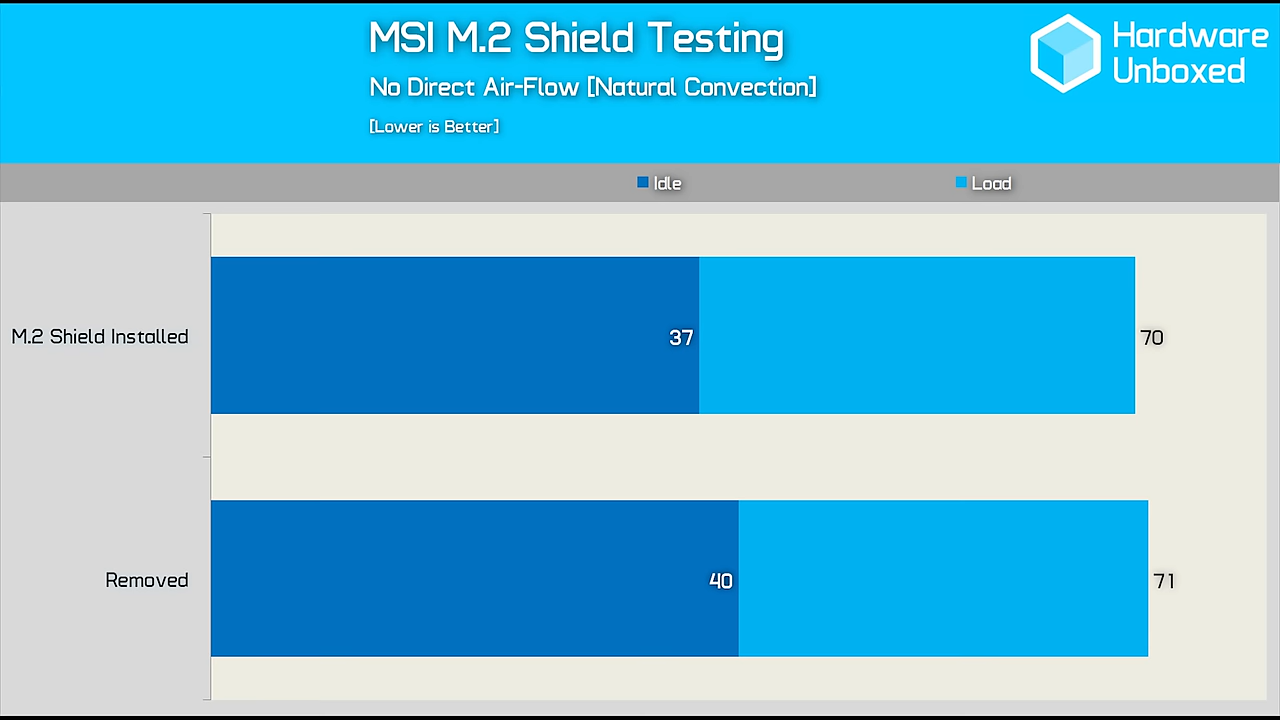 MSI M.2 Shield Testing
No Direct Air-Flow [Natural Convection]
[Lower is Better]
Hardware
Unboxed
Idle
Load
M.2 Shield Installed
37
70
Removed
40
71